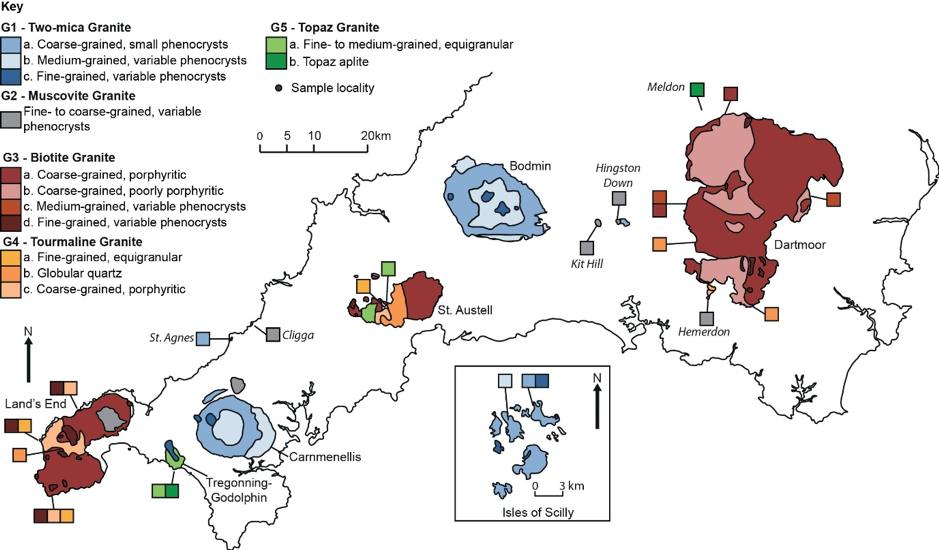 Key
G1 - Two-mica Granite
a. Coarse-grained, small phenocrysts
b. Medium-grained, variable phenocrysts
c. Fine-grained, variable phenocrysts
G2 - Muscovite Granite
Fine- to coarse-grained, variable
phenocrysts
G3 - Biotite Granite
a. Coarse-grained, porphyritic
b. Coarse-grained, poorly porphyritic
c. Medium-grained, variable phenocrysts
d. Fine-grained, variable phenocrysts
G4 - Tourmaline Granite
a. Fine-grained, equigranular
b. Globular quartz
c. Coarse-grained, porphyritic
G5 - Topaz Granite
a. Fine- to medium-grained, equigranular
b. Topaz aplite
Sample locality
0 5 10 20km
Meldon
Bodmin
Hingston
Down
Kit Hill
Dartmoor
Hemerdon
St. Austell
St. Agnes
Cligga
N
Land's End
Carnmenellis
Tregonning-
Godolphin
N
0 3 km
Isles of Scilly